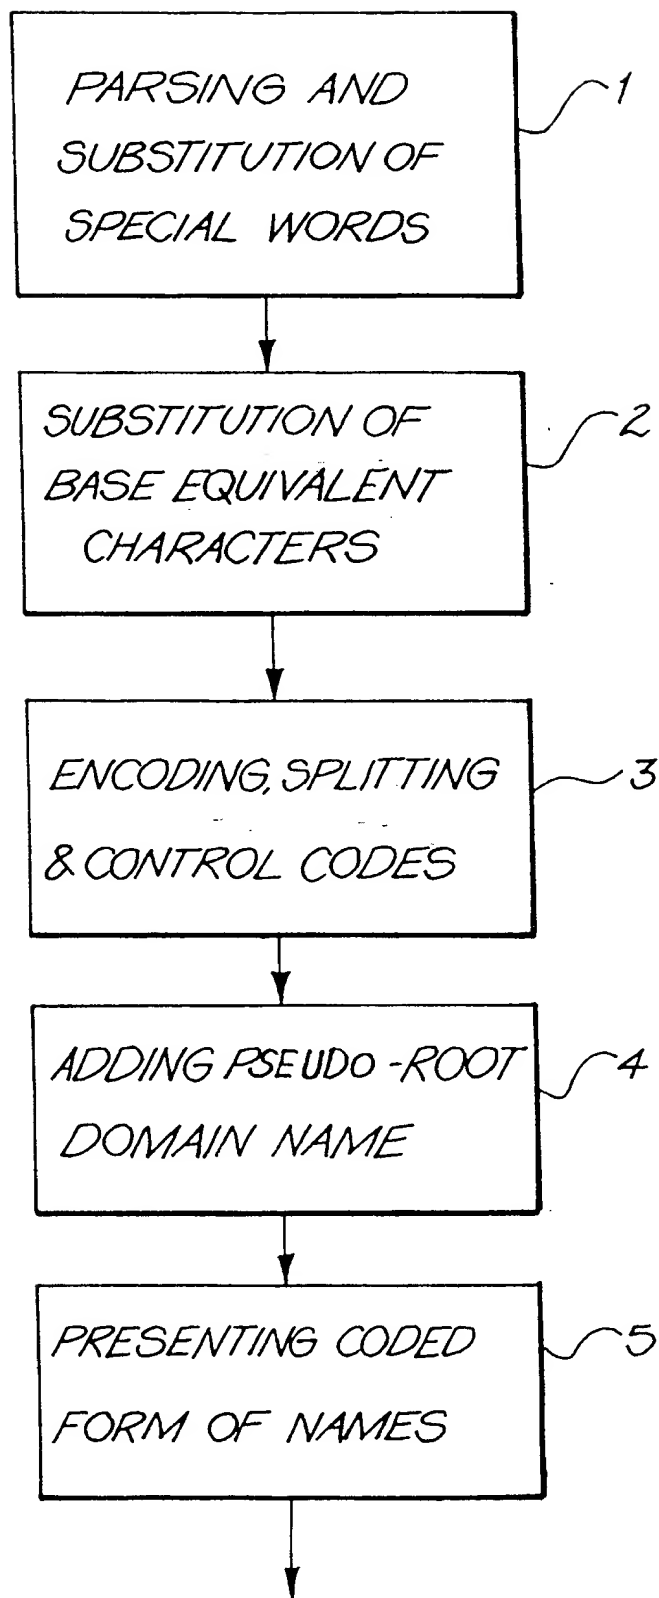 PARSING AND
SUBSTITUTION OF
SPECIAL WORDS
1
SUBSTITUTION OF
BASE EQUIVALENT
CHARACTERS
2
ENCODING, SPLITTING
& CONTROL CODES
3
ADDING PSEUDO-ROOT
DOMAIN NAME
4
PRESENTING CODED
FORM OF NAMES
5